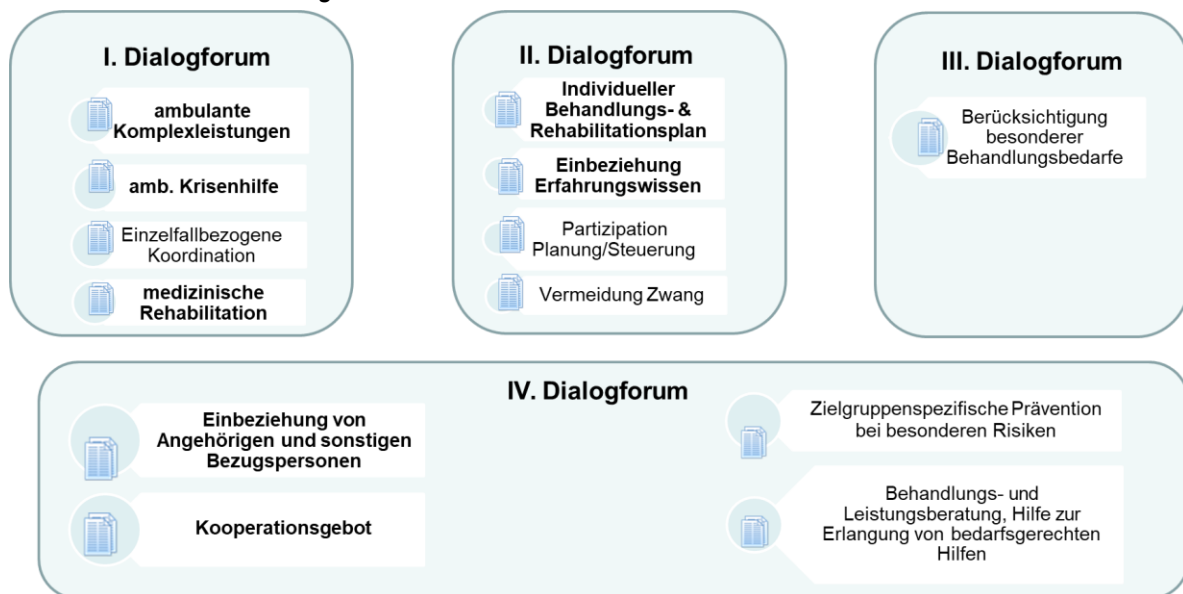 I. Dialogforum
ambulante
Komplexleistungen
amb. Krisenhilfe
Einzelfallbezogene
Koordination
medizinische
Rehabilitation
II. Dialogforum
Individueller
Behandlungs- &
Rehabilitationsplan
Einbeziehung
Erfahrungswissen
Partizipation
Planung/Steuerung
Vermeidung Zwang
III. Dialogforum
Berücksichtigung
besonderer
Behandlungsbedarfe
IV. Dialogforum
Einbeziehung von
Angehörigen und sonstigen
Bezugspersonen
Kooperationsgebot
Zielgruppenspezifische Prävention
bei besonderen Risiken
Behandlungs- und
Leistungsberatung, Hilfe zur
Erlangung von bedarfsgerechten
Hilfen